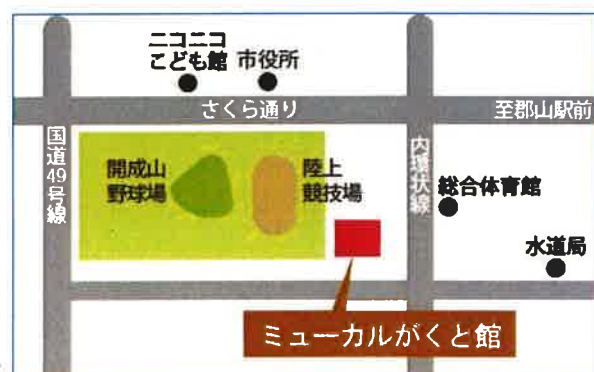 ニコニコ
こども館
市役所
さくら通り
至郡山駅前
国道49号線
開成山
野球場
陸上
競技場
内環状線
総合体育館
水道局
ミューカルがくと館